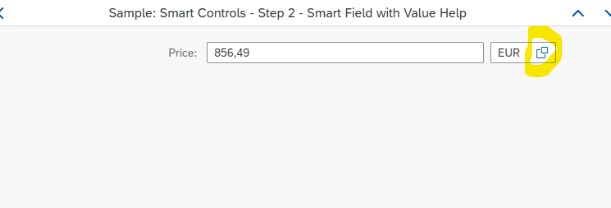 Sample: Smart Controls - Step 2 - Smart Field with Value Help
Price: 856,49 EUR